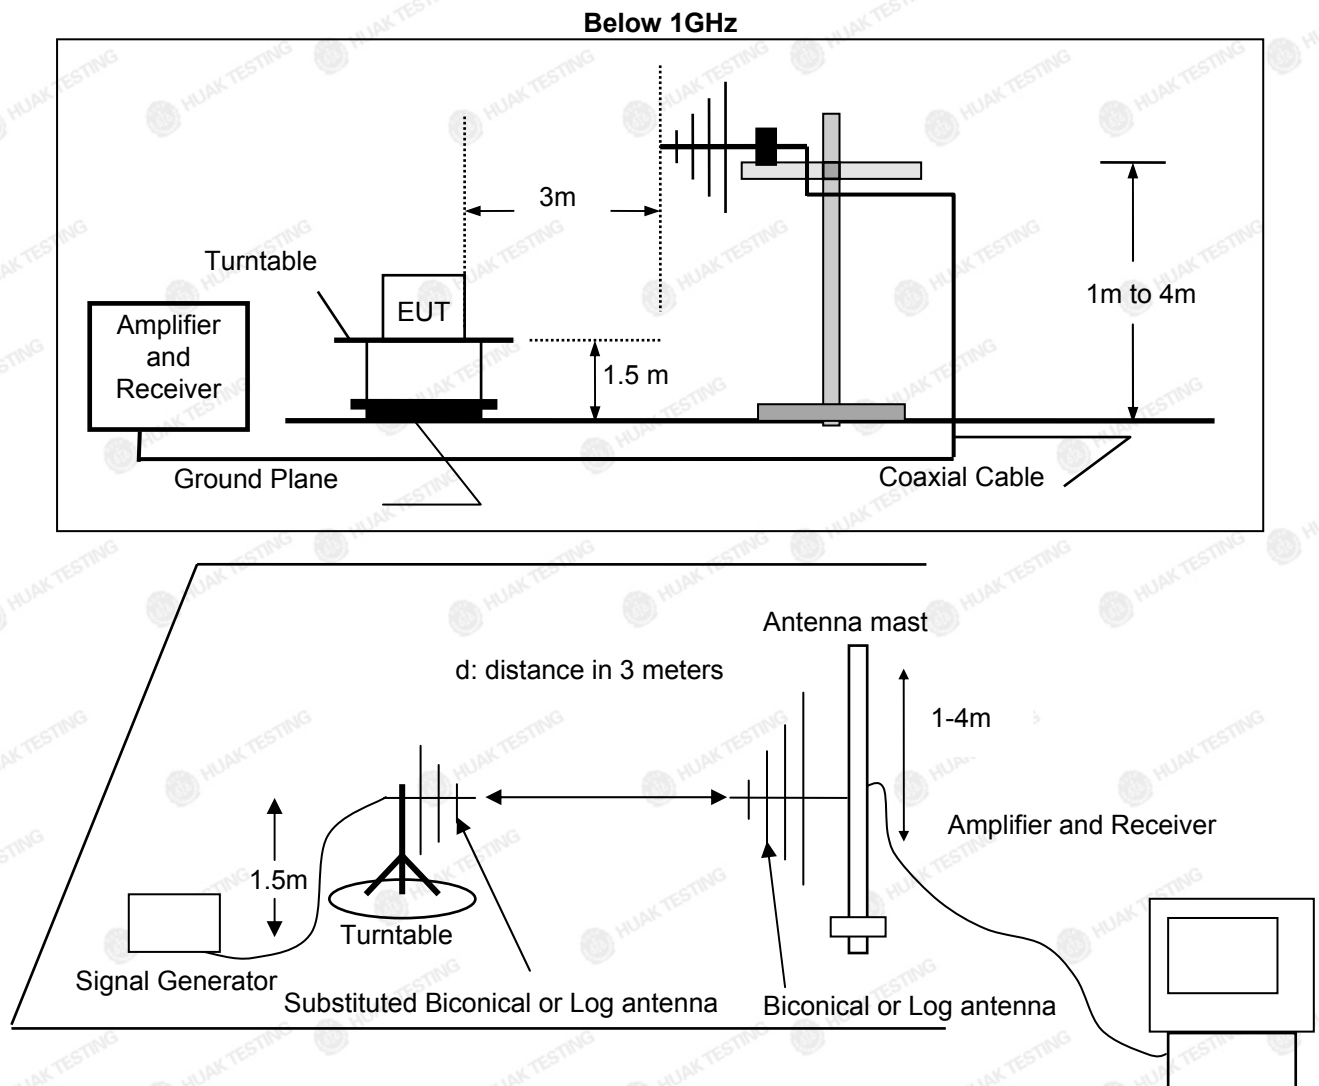 Below 1GHz
3m
Turntable
EUT
1m to 4m
Amplifier
and
Receiver
1.5 m
Ground Plane
Coaxial Cable
Antenna mast
d: distance in 3 meters
1-4m
Amplifier and Receiver
1.5m
Turntable
Signal Generator
Substituted Biconical or Log antenna
Biconical or Log antenna
HUAK TESTING